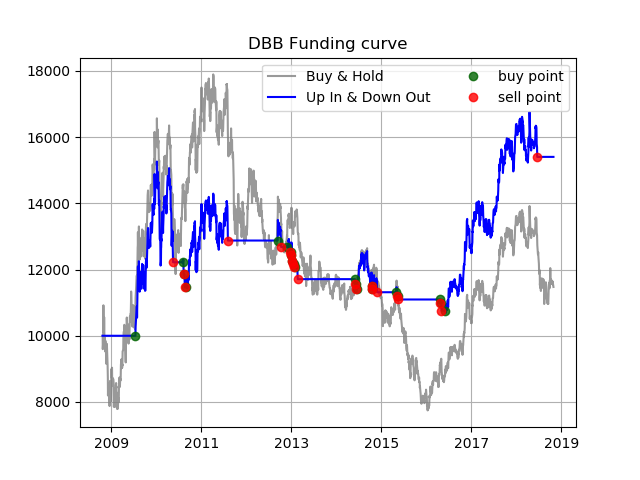 DBB Funding curve
18000
16000
14000
12000
10000
8000
Buy & Hold
Up In & Down Out
buy point
sell point
2009 2011 2013 2015 2017 2019